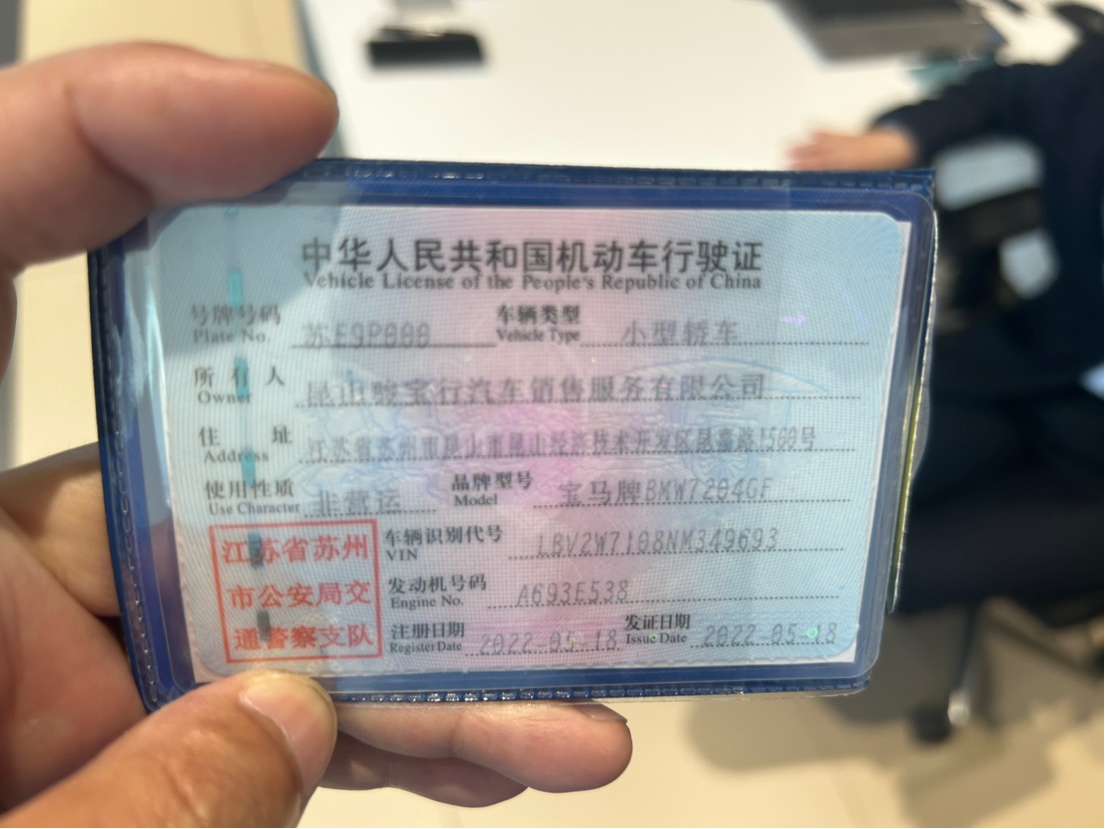 中华人民共和国机动车行驶证
Vehicle License of the People's Republic of China
号牌号码 苏E9P000 车辆类型 小型轿车
Plate No. Vehicle Type
所有人 昆山骏宝行汽车销售服务有限公司
Owner
住址 江苏省苏州市昆山市昆山经济技术开发区昆嘉路1500号
Address
使用性质 非营运 品牌型号 宝马牌BMW7204GF
Use Character Model
江苏省苏州
市公安局交
通警察支队
车辆识别代号 LBV2W7108NM349693
VIN
发动机号码 A693E538
Engine No.
注册日期 2022-05-18 发证日期 2022-05-18
Register Date Issue Date